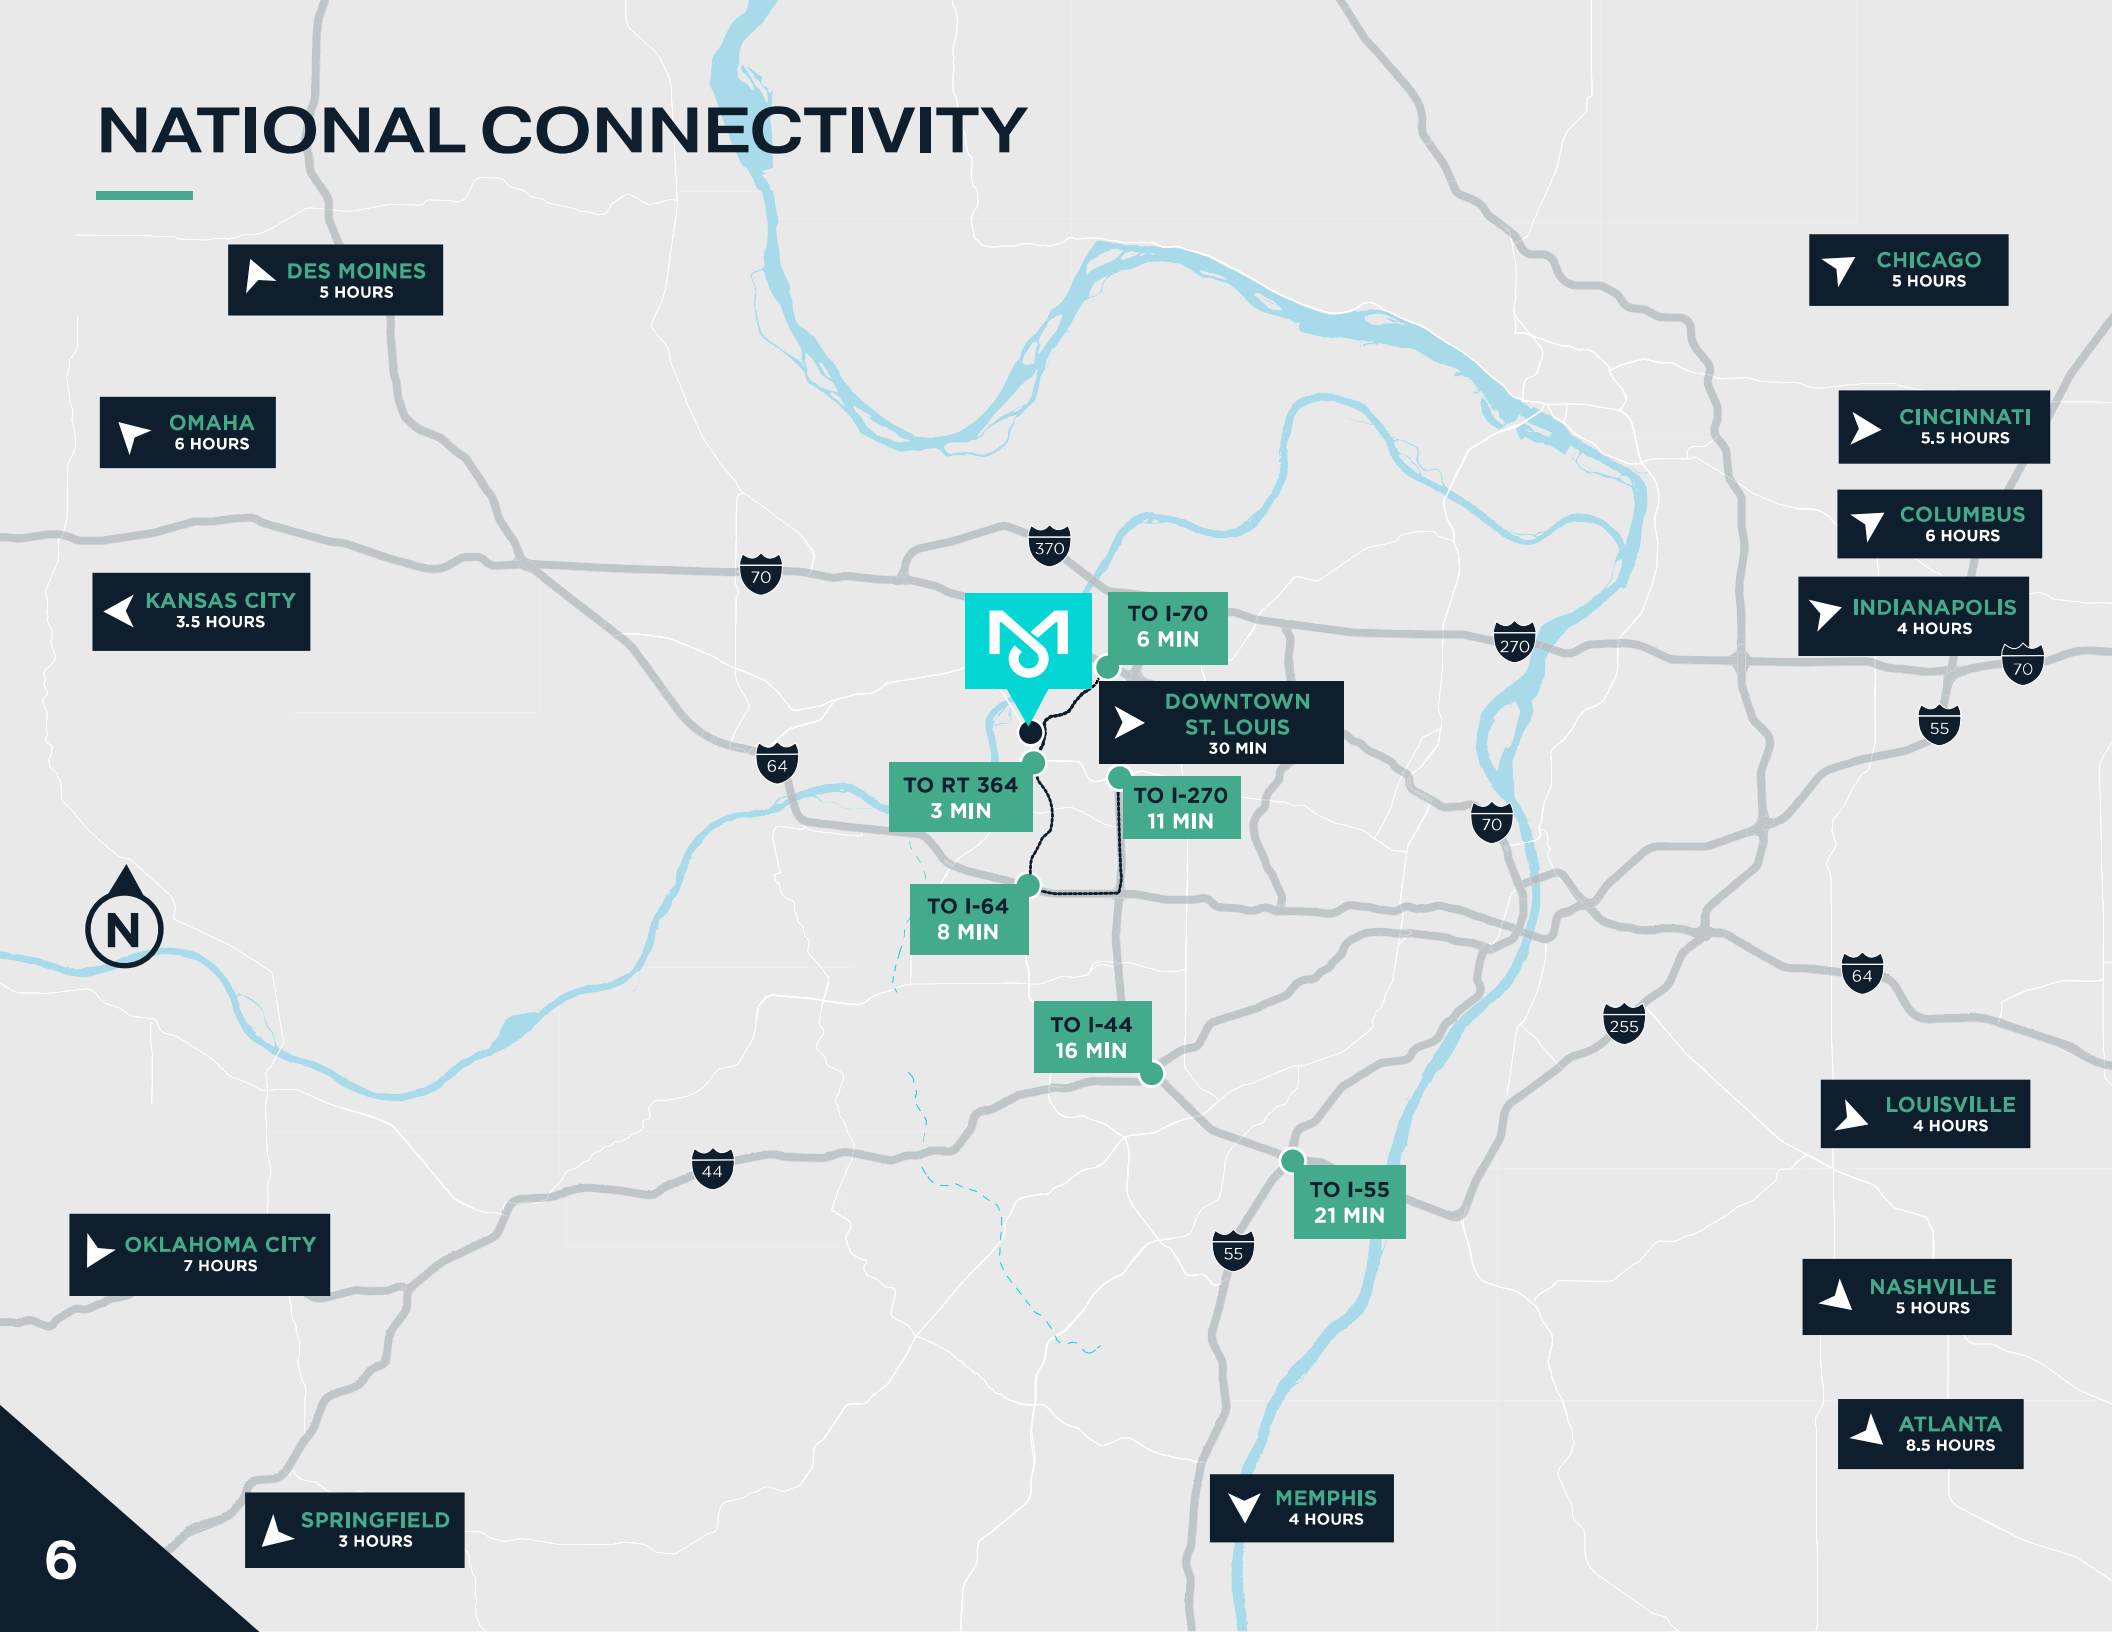 NATIONAL CONNECTIVITY
DES MOINES
5 HOURS
CHICAGO
5 HOURS
OMAHA
6 HOURS
CINCINNATI
5.5 HOURS
COLUMBUS
6 HOURS
370
70
KANSAS CITY
3.5 HOURS
TO I-70
6 MIN
INDIANAPOLIS
4 HOURS
270
70
DOWNTOWN
ST. LOUIS
30 MIN
55
64
TO RT 364
3 MIN
TO I-270
11 MIN
70
N
TO I-64
8 MIN
64
TO I-44
16 MIN
255
LOUISVILLE
4 HOURS
44
TO I-55
21 MIN
OKLAHOMA CITY
7 HOURS
55
NASHVILLE
5 HOURS
ATLANTA
8.5 HOURS
MEMPHIS
4 HOURS
SPRINGFIELD
3 HOURS
6